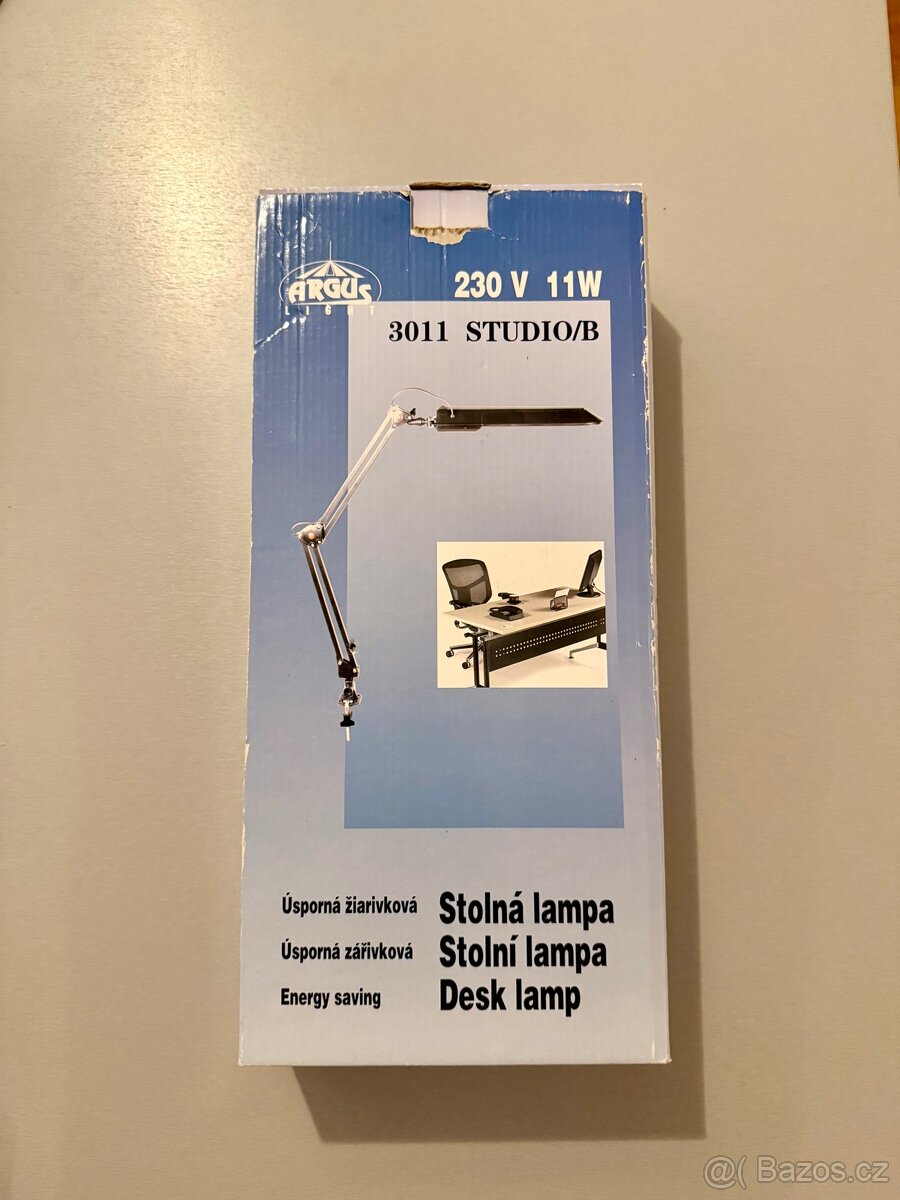 ARGUS
LIGHT
230 V 11W
3011 STUDIO/B
Úsporná žiarivková Stolná lampa
Úsporná zářivková Stolní lampa
Energy saving Desk lamp
@( Bazos.cz